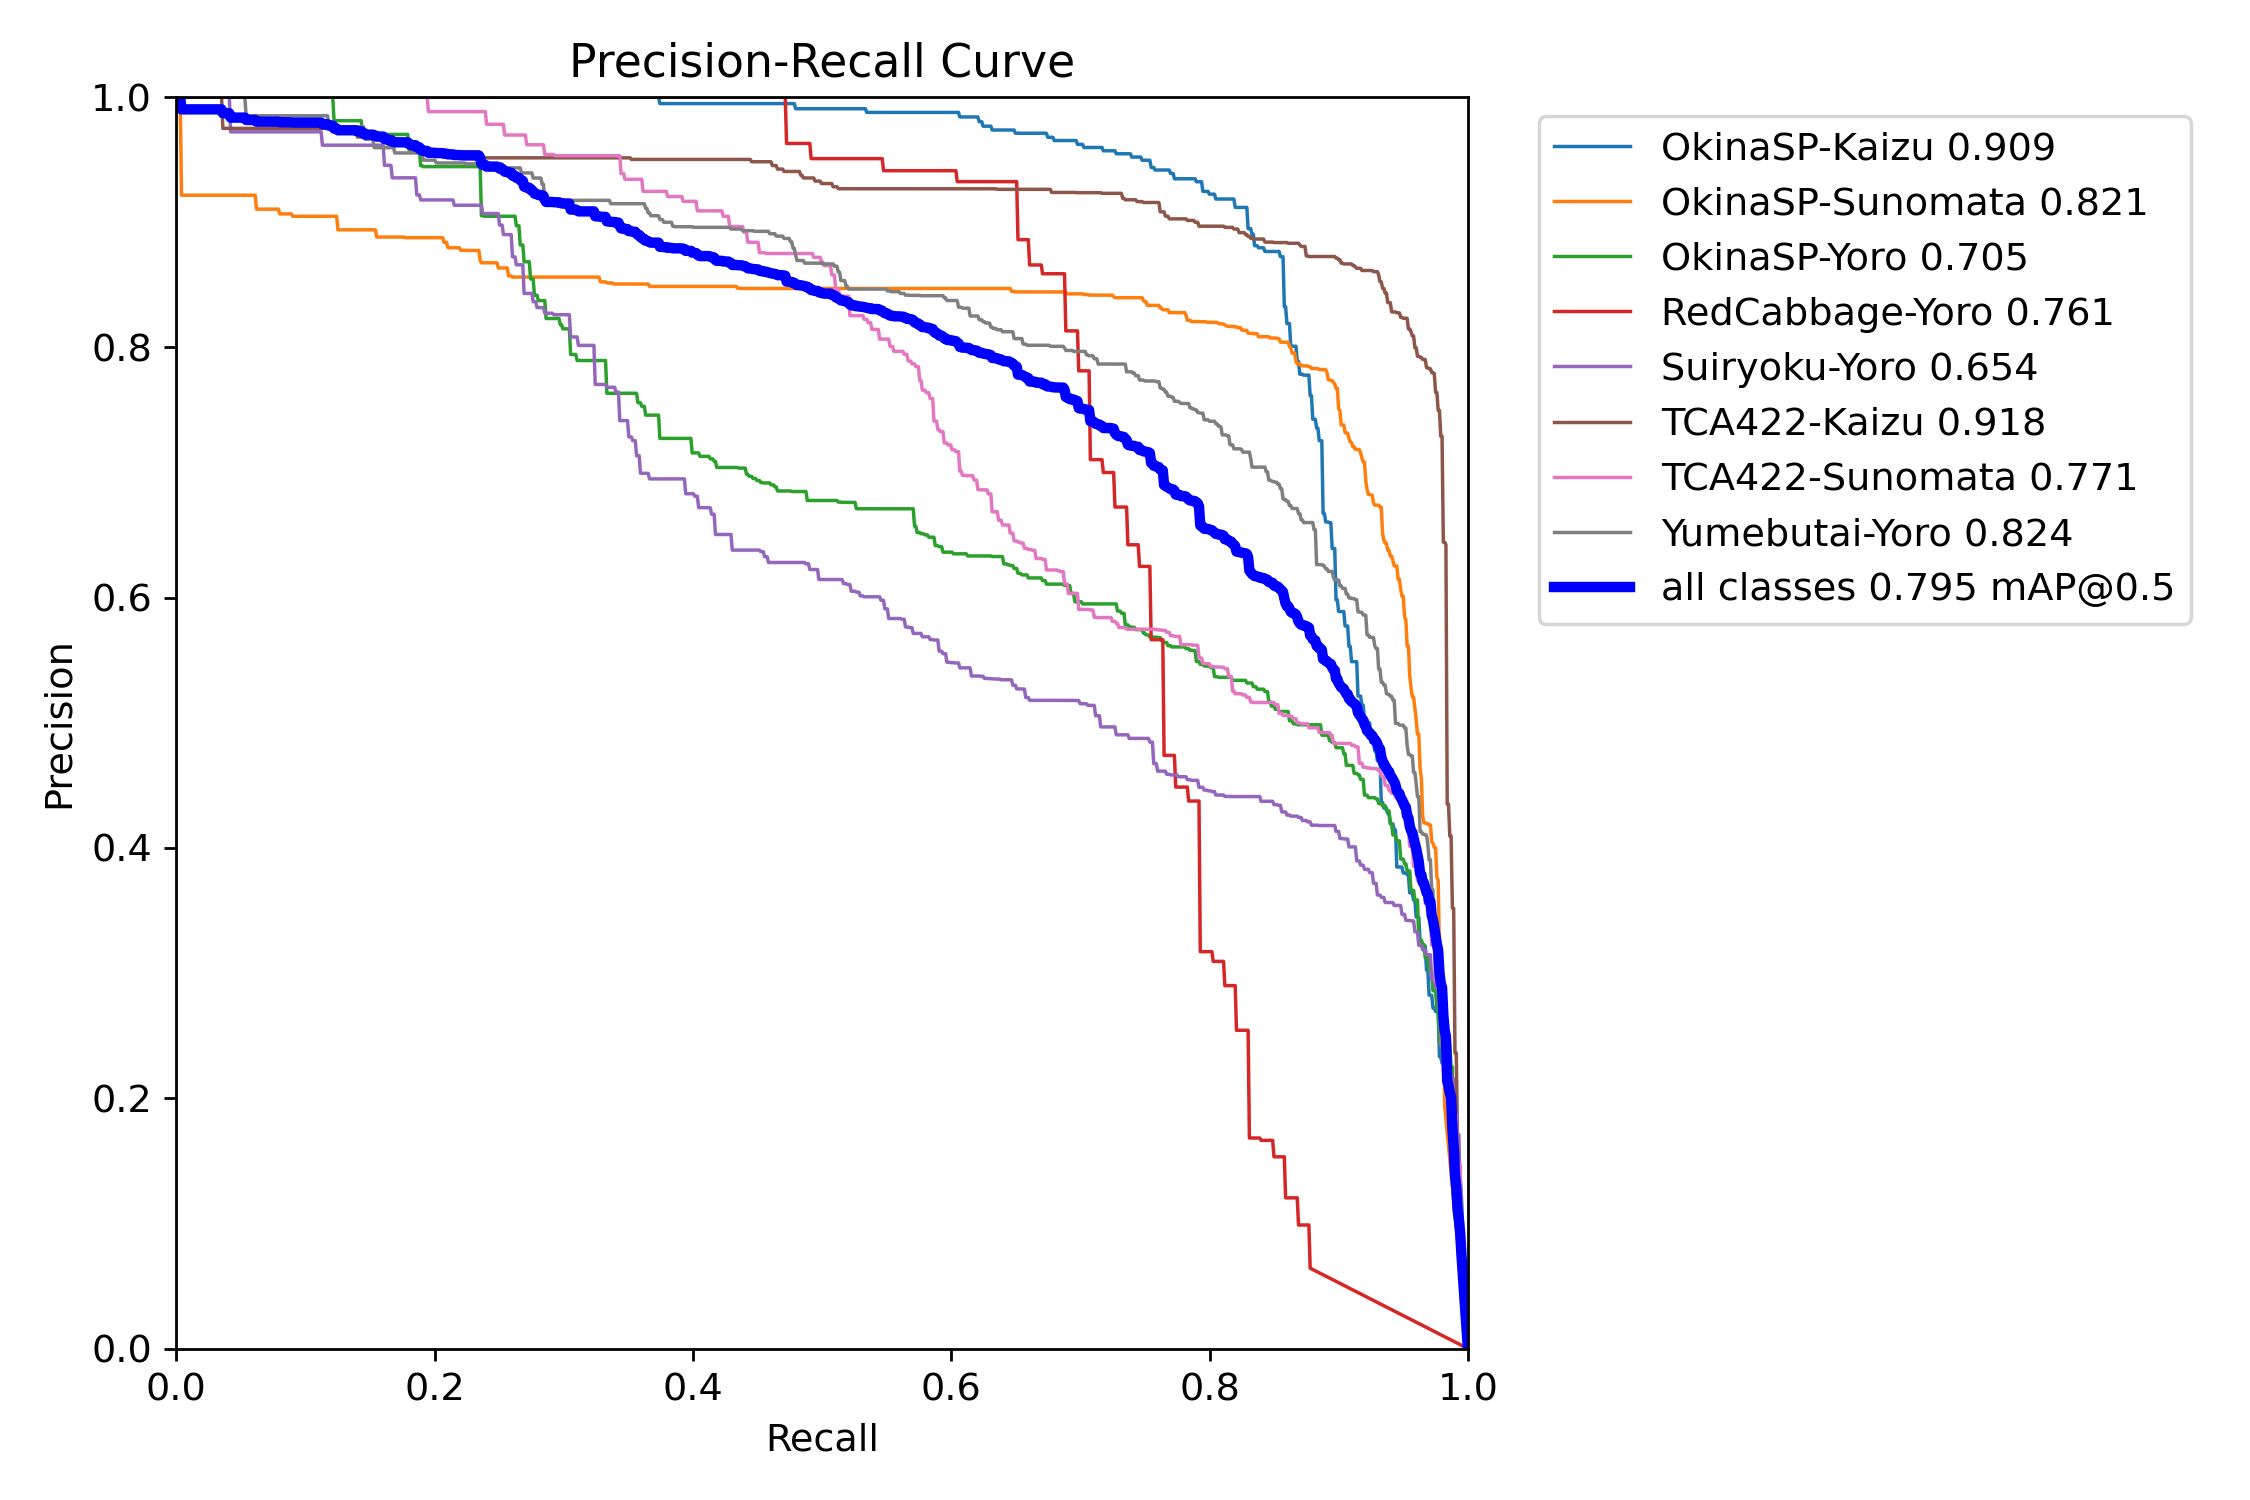 Precision-Recall Curve
1.0
0.8
0.6
0.4
0.2
0.0
Precision
0.0 0.2 0.4 0.6 0.8 1.0
Recall
OkinaSP-Kaizu 0.909
OkinaSP-Sunomata 0.821
OkinaSP-Yoro 0.705
RedCabbage-Yoro 0.761
Suiryoku-Yoro 0.654
TCA422-Kaizu 0.918
TCA422-Sunomata 0.771
Yumebutai-Yoro 0.824
all classes 0.795 mAP@0.5